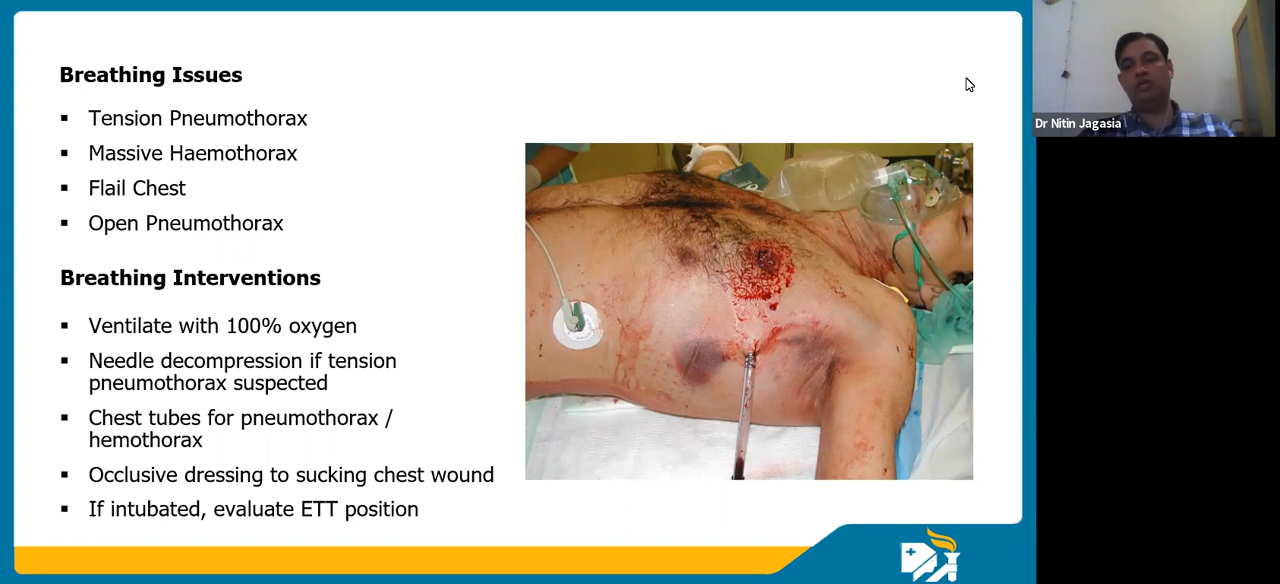 Breathing Issues
▪ Tension Pneumothorax
▪ Massive Haemothorax
▪ Flail Chest
▪ Open Pneumothorax
Breathing Interventions
▪ Ventilate with 100% oxygen
▪ Needle decompression if tension
pneumothorax suspected
▪ Chest tubes for pneumothorax /
hemothorax
▪ Occlusive dressing to sucking chest wound
▪ If intubated, evaluate ETT position
Dr Nitin Jagasia